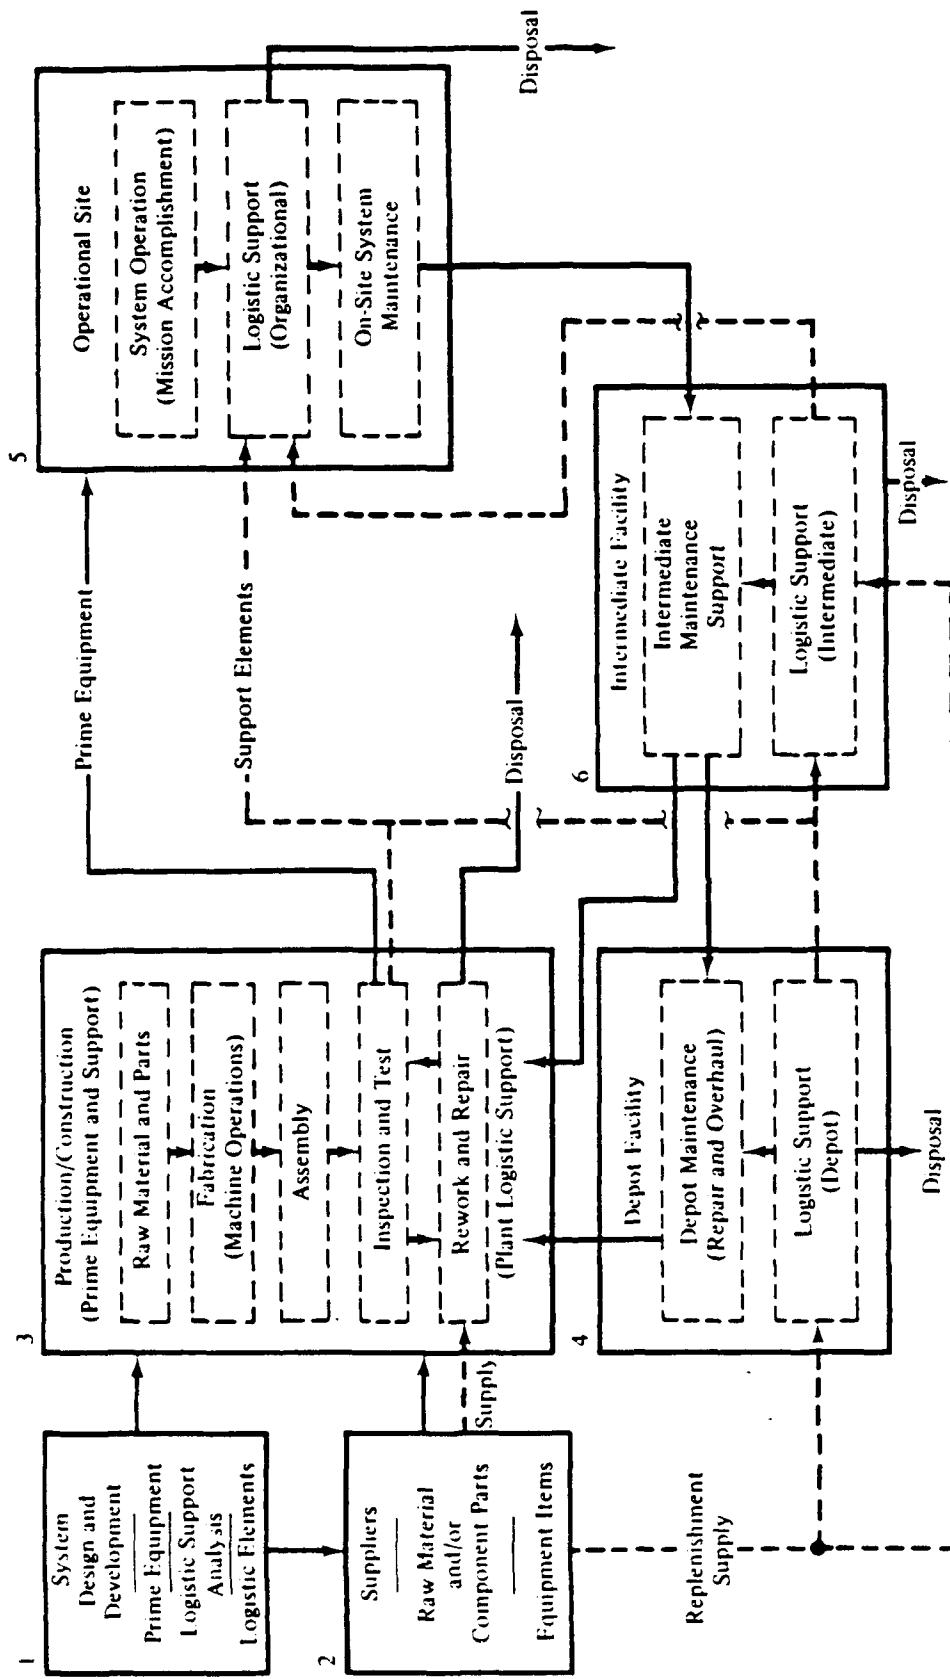 1
System
Design and
Development
Prime Equipment
Logistic Support
Analysis
Logistic Elements
2
Suppliers
Raw Material
and/or
Component Parts
Equipment Items
Supply
Replenishment
Supply
3
Production/Construction
(Prime Equipment and Support)
Raw Material and Parts
Fabrication
(Machine Operations)
Assembly
Inspection and Test
Rework and Repair
(Plant Logistic Support)
4
Depot Facility
Depot Maintenance
(Repair and Overhaul)
Logistic Support
(Depot)
Disposal
Prime Equipment
Support Elements
Disposal
5
Operational Site
System Operation
(Mission Accomplishment)
Logistic Support
(Organizational)
On-Site System
Maintenance
Disposal
6
Intermediate Facility
Intermediate
Maintenance
Support
Logistic Support
(Intermediate)
Disposal